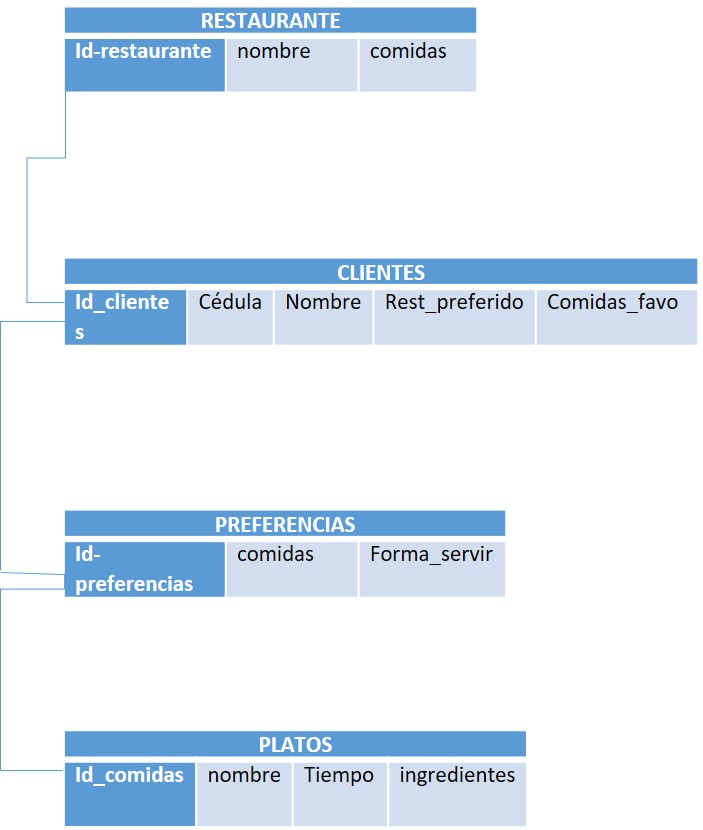 RESTAURANTE
Id-restaurante nombre comidas
CLIENTES
Id_cliente Cédula Nombre Rest_preferido Comidas_favo
s
PREFERENCIAS
Id- comidas Forma_servir
preferencias
PLATOS
Id_comidas nombre Tiempo ingredientes